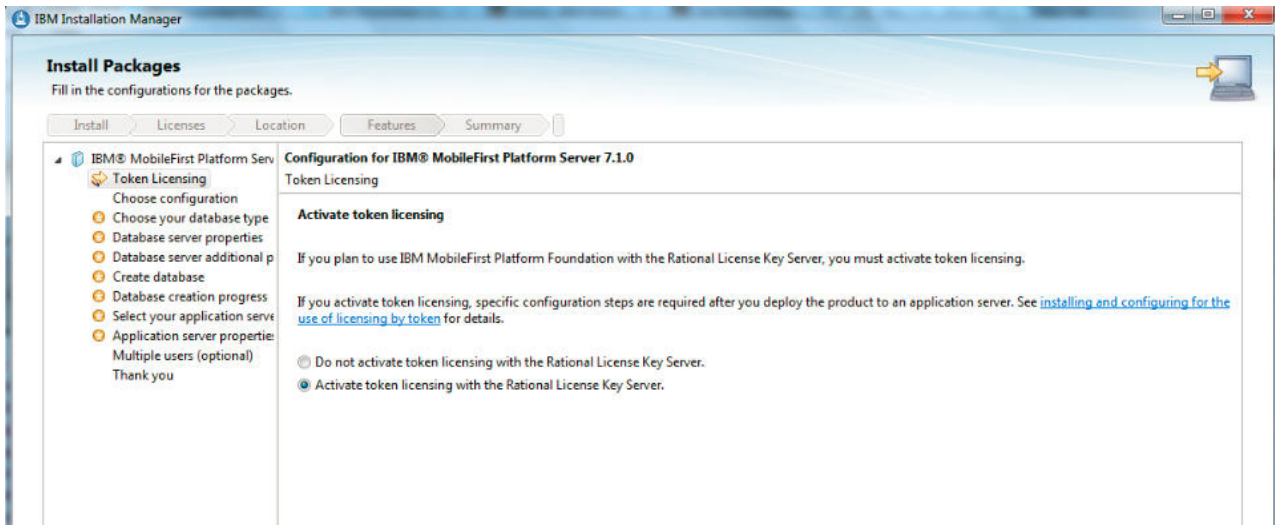 IBM Installation Manager
Install Packages
Fill in the configurations for the packages.
Install Licenses Location Features Summary
IBM® MobileFirst Platform Serv
Token Licensing
Choose configuration
Choose your database type
Database server properties
Database server additional p
Create database
Database creation progress
Select your application serve
Application server propertie
Multiple users (optional)
Thank you
Configuration for IBM® MobileFirst Platform Server 7.1.0
Token Licensing
Activate token licensing
If you plan to use IBM MobileFirst Platform Foundation with the Rational License Key Server, you must activate token licensing.
If you activate token licensing, specific configuration steps are required after you deploy the product to an application server. See installing and configuring for the
use of licensing by token for details.
Do not activate token licensing with the Rational License Key Server.
Activate token licensing with the Rational License Key Server.